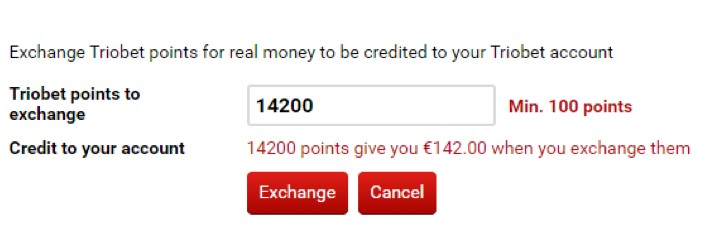 Exchange Triobet points for real money to be credited to your Triobet account
Triobet points to
exchange
14200
Min. 100 points
Credit to your account
14200 points give you €142.00 when you exchange them
Exchange
Cancel